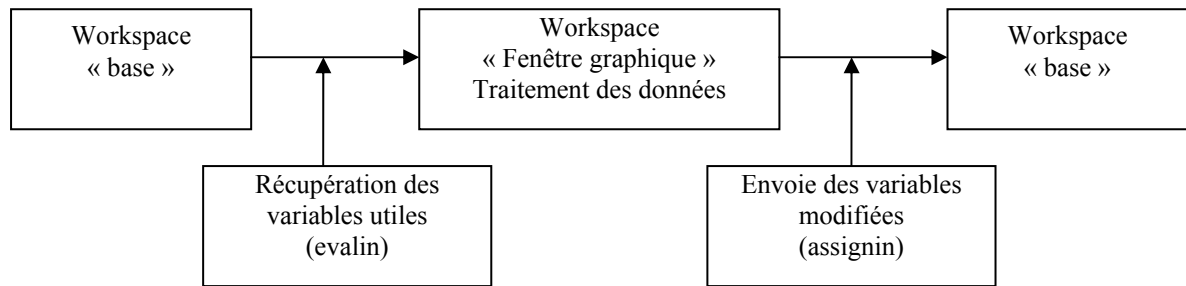 Workspace
« base »
Workspace
« Fenêtre graphique »
Traitement des données
Workspace
« base »
Récupération des
variables utiles
(evalin)
Envoie des variables
modifiées
(assignin)